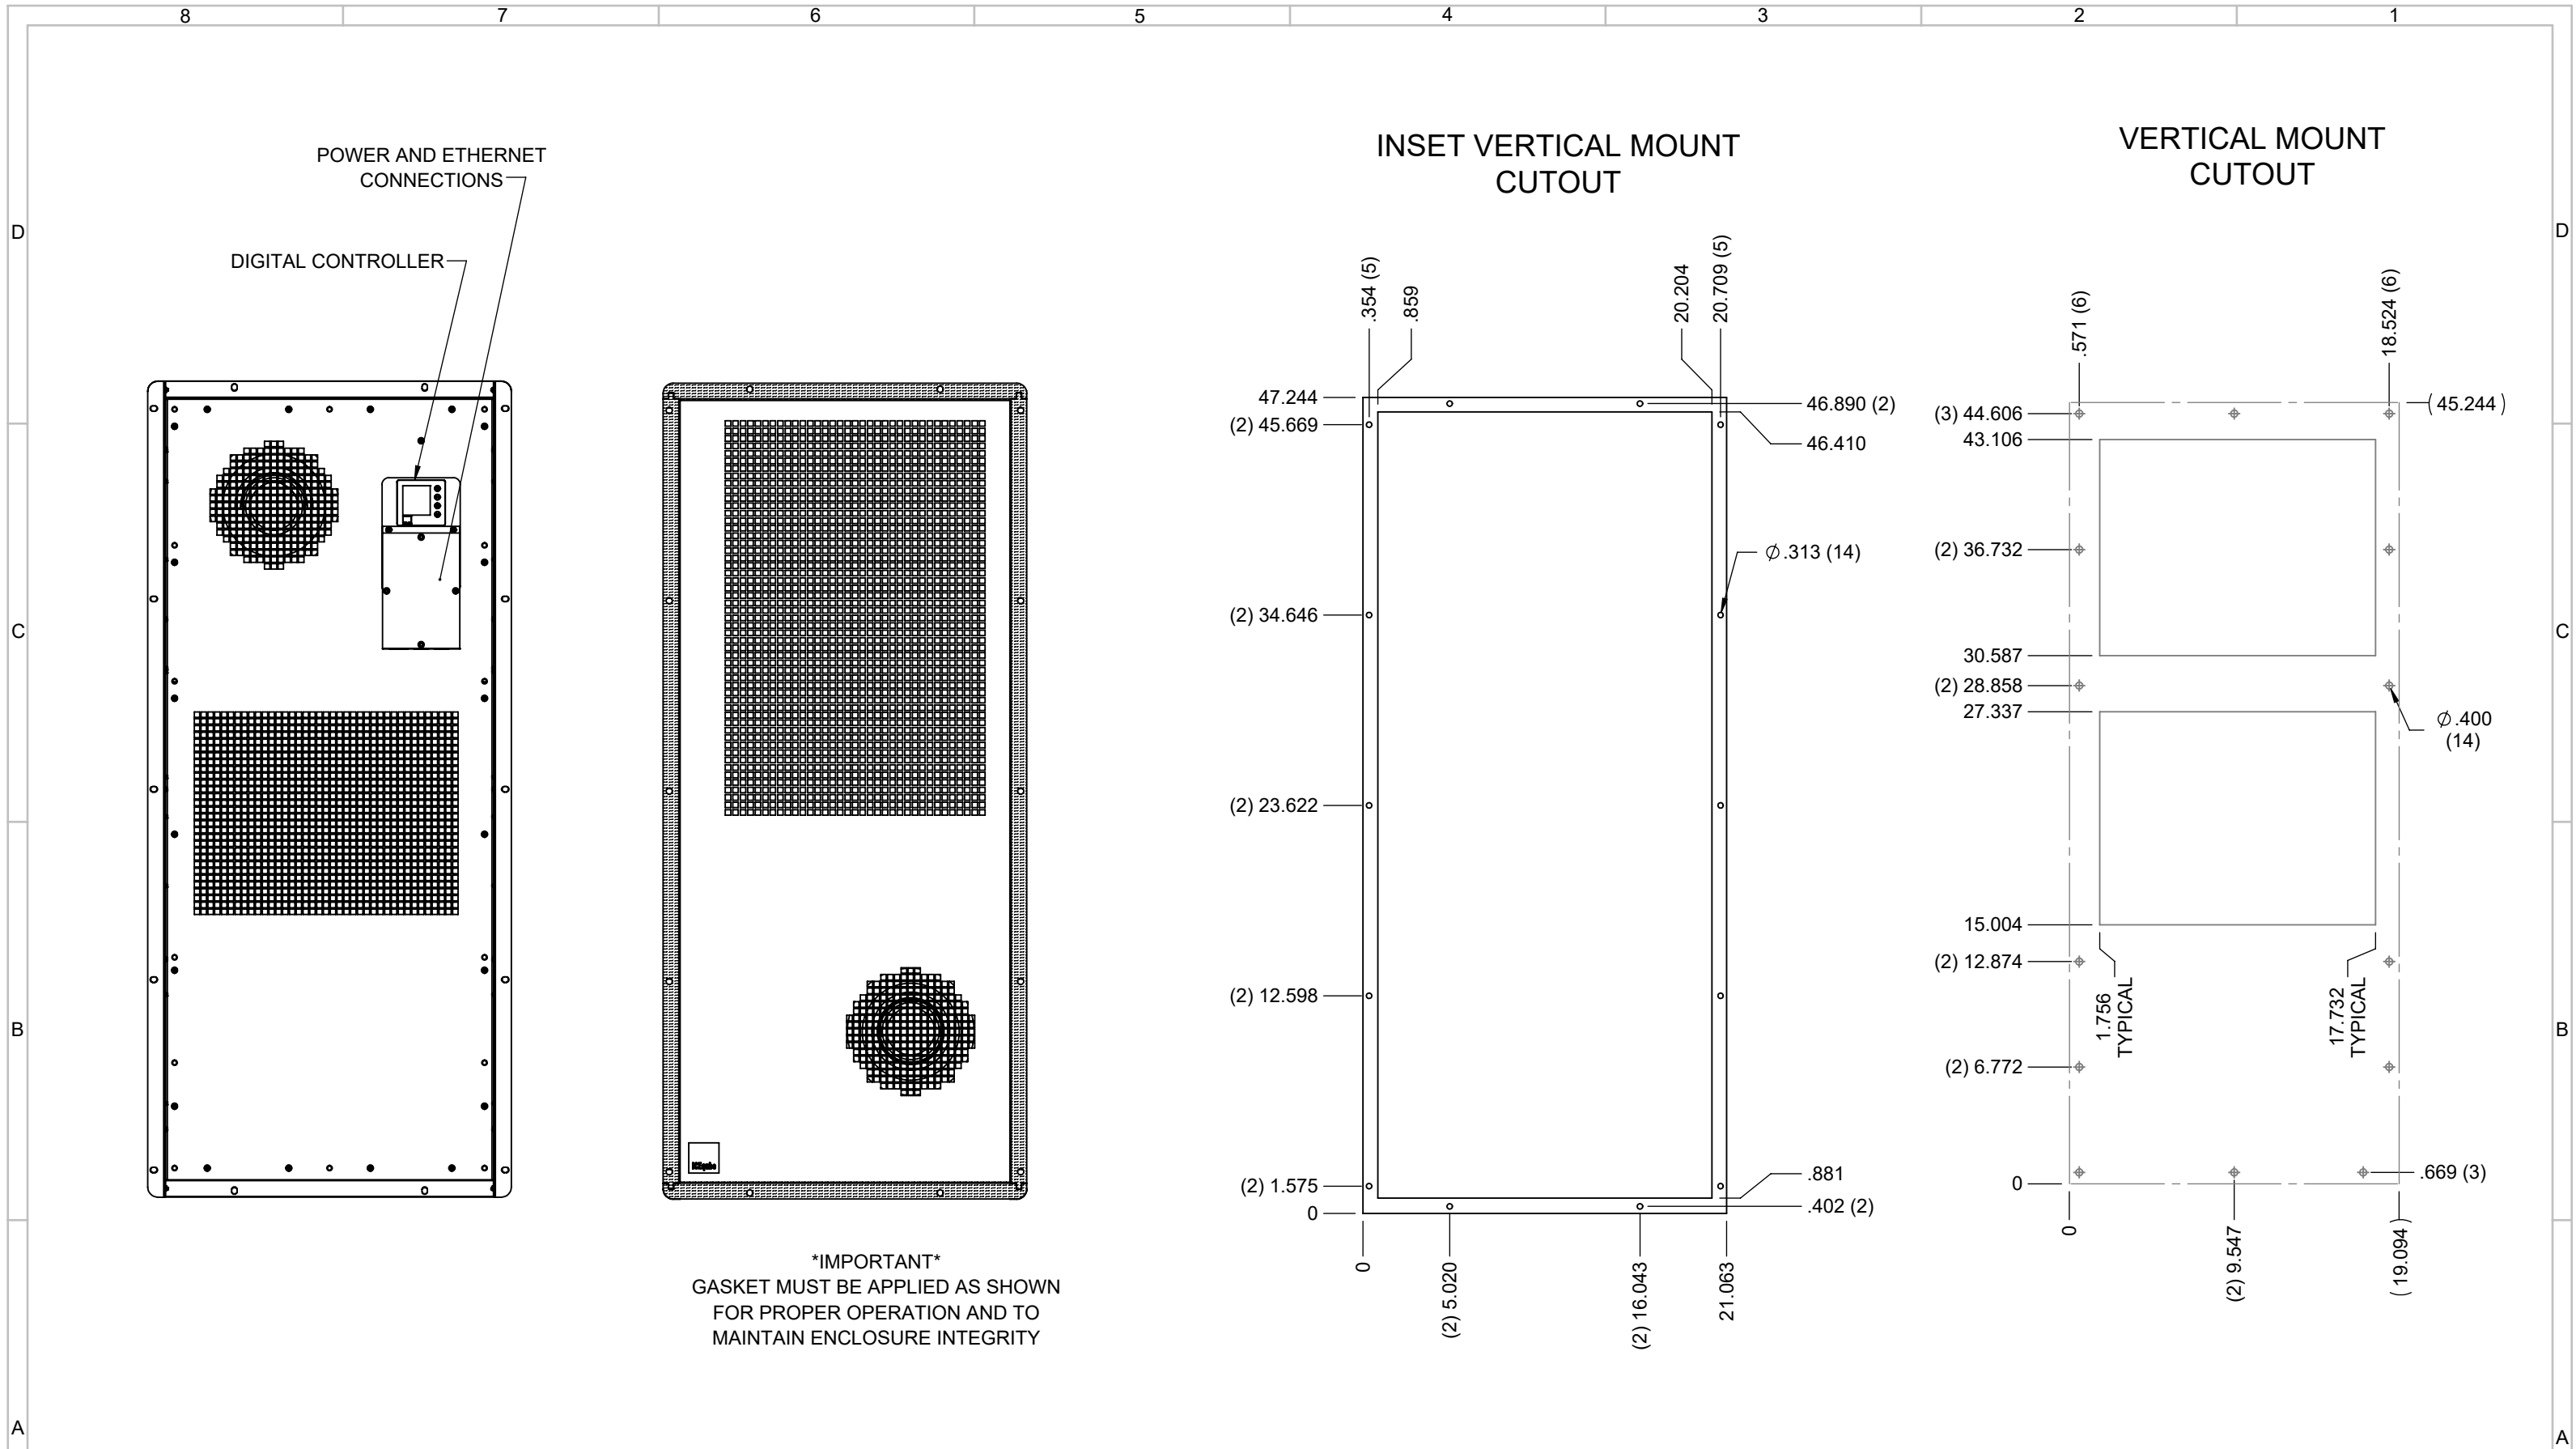 8 7 6 5 4 3 2 1
POWER AND ETHERNET
CONNECTIONS
DIGITAL CONTROLLER
*IMPORTANT*
GASKET MUST BE APPLIED AS SHOWN
FOR PROPER OPERATION AND TO
MAINTAIN ENCLOSURE INTEGRITY
INSET VERTICAL MOUNT
CUTOUT
.354 (5)
.859
20.204
20.709 (5)
47.244
(2) 45.669
(2) 34.646
(2) 23.622
(2) 12.598
(2) 1.575
0
46.890 (2)
46.410
Ø.313 (14)
.881
.402 (2)
0
(2) 5.020
(2) 16.043
21.063
VERTICAL MOUNT
CUTOUT
.571 (6)
18.524 (6)
(3) 44.606
43.106
(2) 36.732
30.587
(2) 28.858
27.337
15.004
(2) 12.874
(2) 6.772
0
(45.244)
Ø.400
(14)
1.756
TYPICAL
17.732
TYPICAL
.669 (3)
0
(2) 9.547
(19.094)
D
C
B
A
D
C
B
A